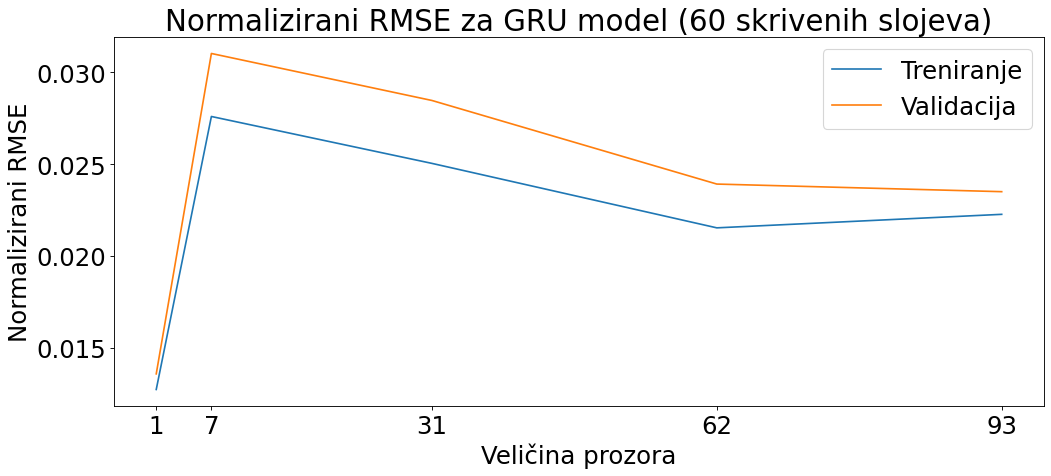 Normalizirani RMSE za GRU model (60 skrivenih slojeva)
Treniranje
Validacija
0.030
0.025
0.020
0.015
Normalizirani RMSE
1 7 31 62 93
Veličina prozora